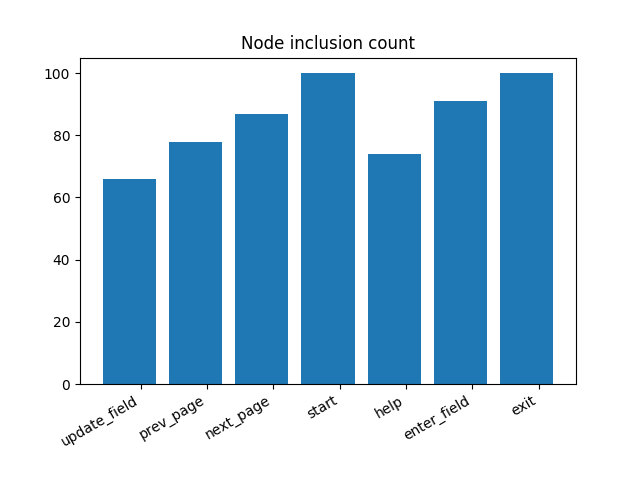 Node inclusion count
100
80
60
40
20
0
update_field
prev_page
next_page
start
help
enter_field
exit